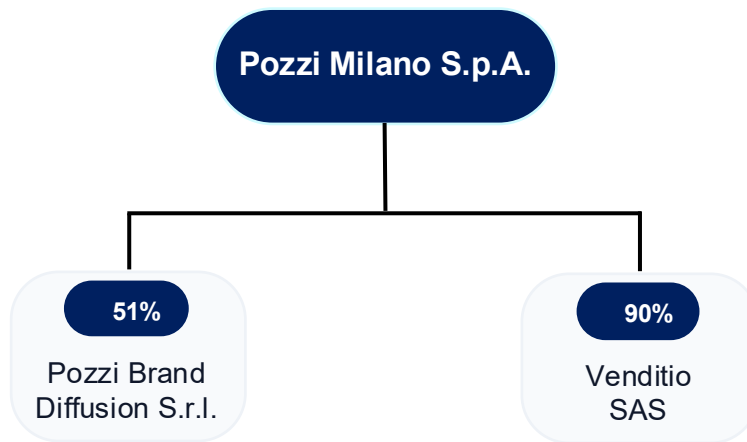 Pozzi Milano S.p.A.
51%
Pozzi Brand
Diffusion S.r.l.
90%
Venditio
SAS